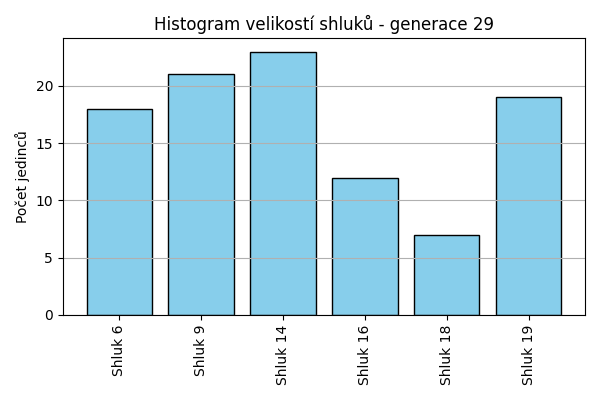 Histogram velikostí shluků - generace 29
Počet jedinců
20
15
10
5
0
Shluk 6
Shluk 9
Shluk 14
Shluk 16
Shluk 18
Shluk 19